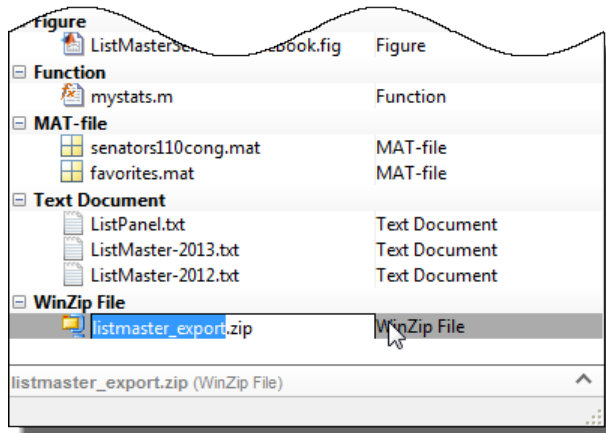 Figure
ListMasterSc book.fig Figure
Function
mystats.m Function
MAT-file
senators110cong.mat MAT-file
favorites.mat MAT-file
Text Document
ListPanel.txt Text Document
ListMaster-2013.txt Text Document
ListMaster-2012.txt Text Document
WinZip File
listmaster_export.zip WinZip File
listmaster_export.zip (WinZip File)